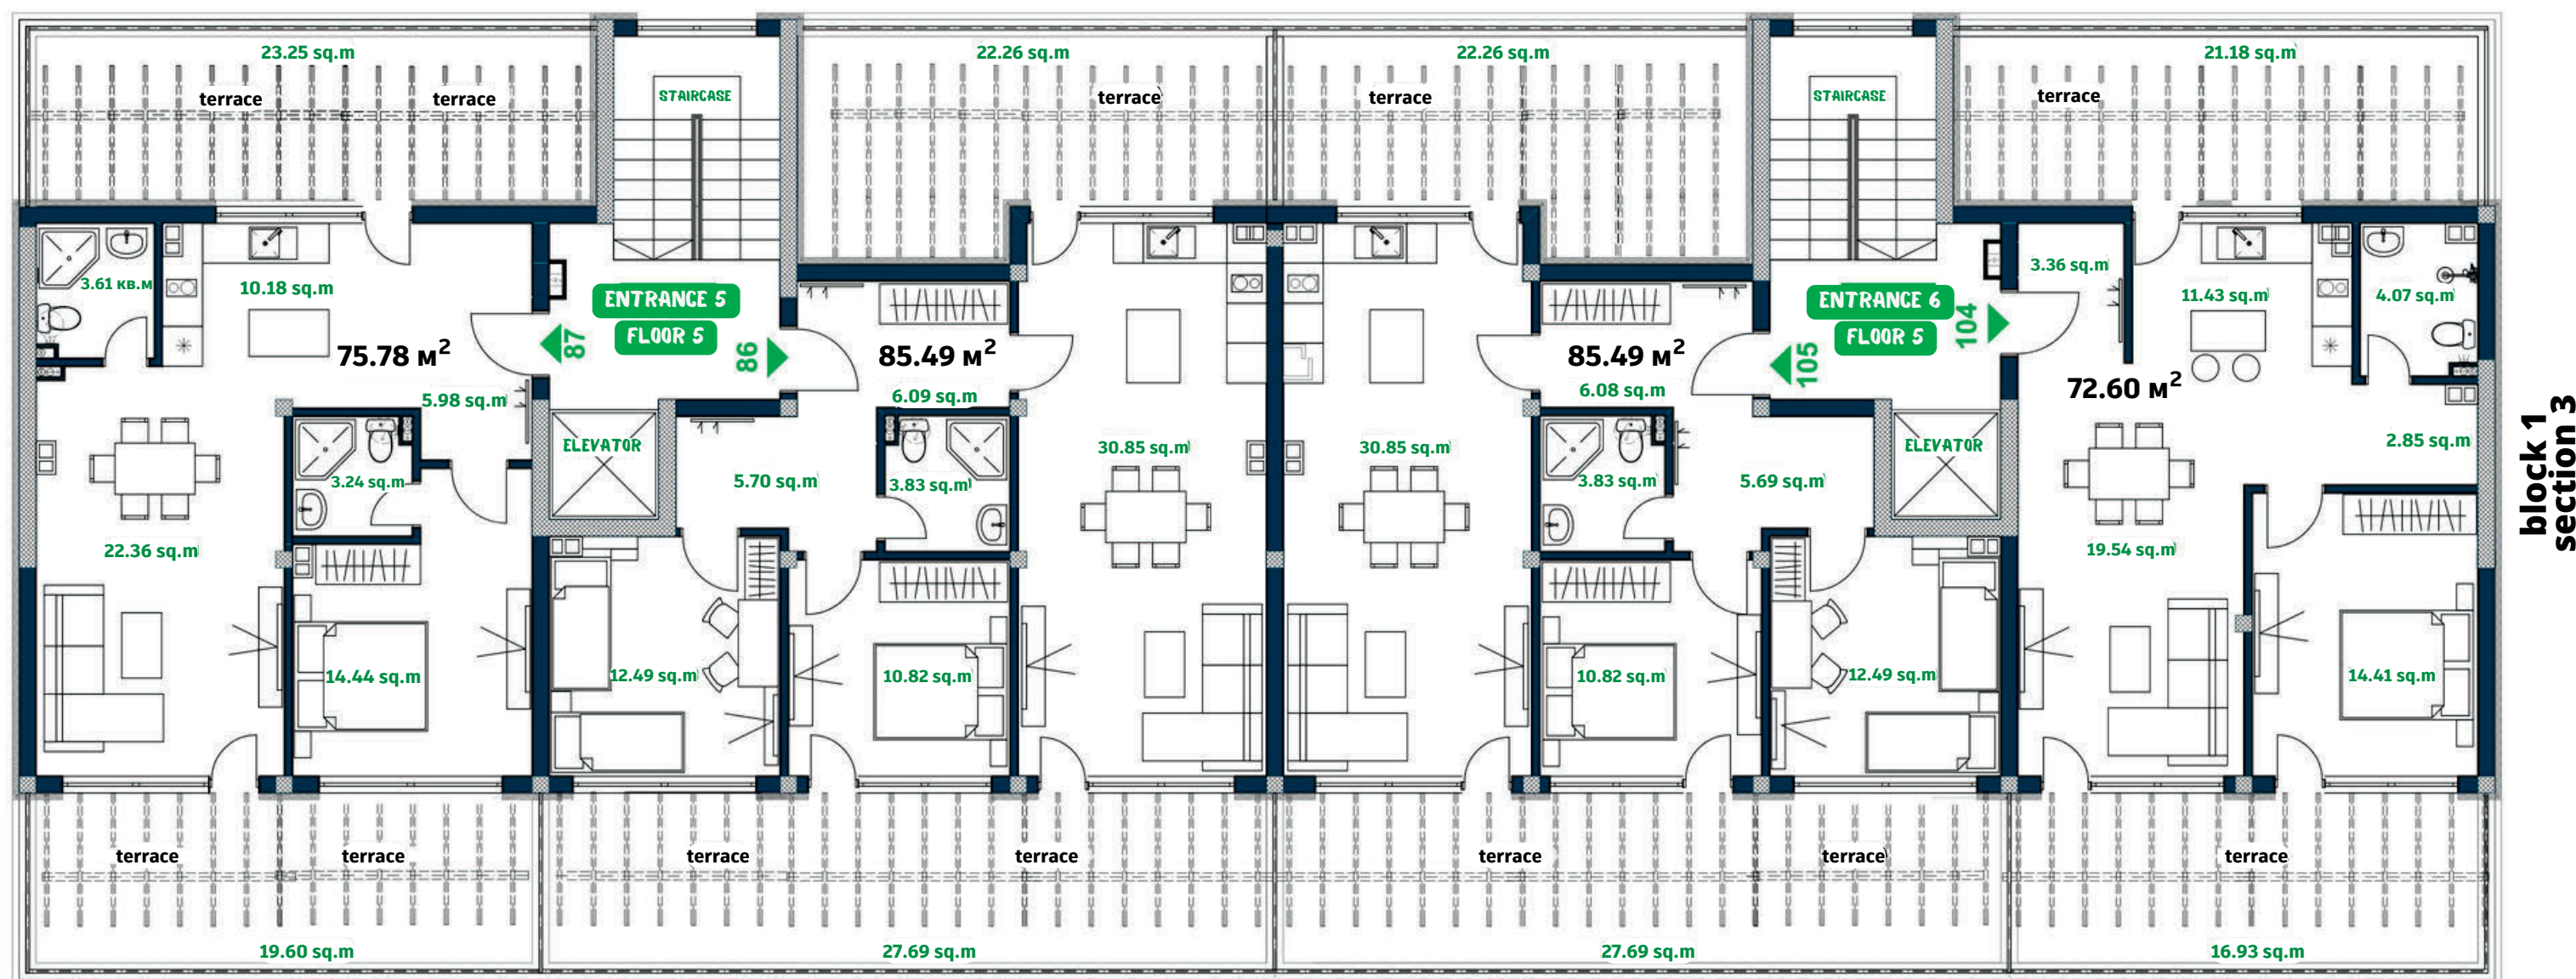 23.25 sq.m
22.26 sq.m
22.26 sq.m
21.18 sq.m
terrace
terrace
STAIRCASE
terrace
terrace
STAIRCASE
terrace
3.61 кв.м
10.18 sq.m
ENTRANCE 5
FLOOR 5
87
86
75.78 м²
5.98 sq.m
85.49 м²
6.09 sq.m
85.49 м²
6.08 sq.m
ENTRANCE 6
FLOOR 5
105
104
3.36 sq.m
11.43 sq.m
4.07 sq.m
72.60 м²
2.85 sq.m
ELEVATOR
30.85 sq.m
30.85 sq.m
ELEVATOR
3.24 sq.m
5.70 sq.m
3.83 sq.m
3.83 sq.m
5.69 sq.m
22.36 sq.m
19.54 sq.m
14.44 sq.m
12.49 sq.m
10.82 sq.m
10.82 sq.m
12.49 sq.m
14.41 sq.m
block 1
section 3
terrace
terrace
terrace
terrace
terrace
terrace
terrace
19.60 sq.m
27.69 sq.m
27.69 sq.m
16.93 sq.m